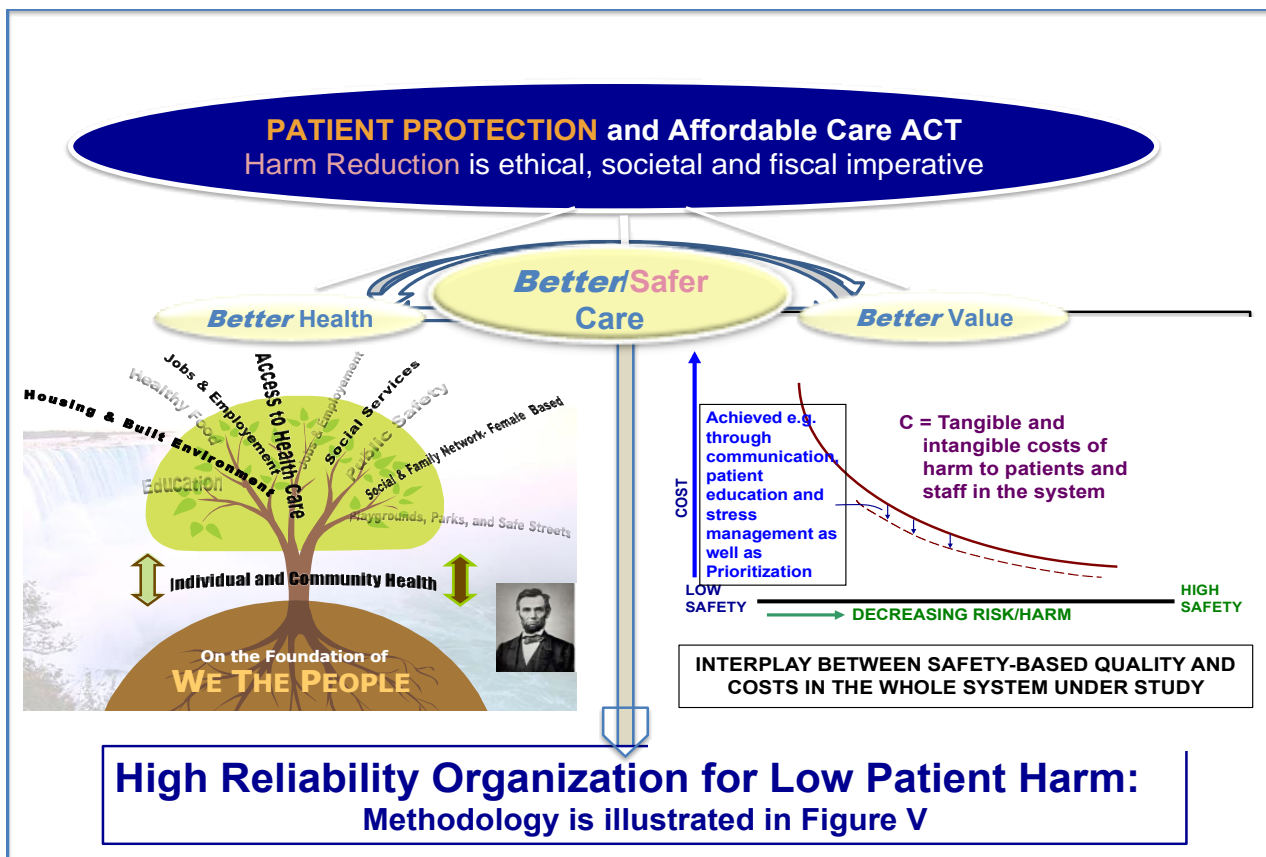 PATIENT PROTECTION and Affordable Care ACT
Harm Reduction is ethical, societal and fiscal imperative
Better/Safer
Care
Better Health
Better Value
Housing & Built Environment
Education
Healthy Food
Jobs & Employement
Access to Health Care
Jobs & Employement
Social Services
Public Safety
Social & Family Network- Female Based
Playgrounds, Parks, and Safe Streets
Individual and Community Health
On the Foundation of
WE THE PEOPLE
COST
Achieved e.g.
through
communication,
patient
education and
stress
management as
well as
Prioritization
C = Tangible and
intangible costs of
harm to patients and
staff in the system
LOW
SAFETY
HIGH
SAFETY
DECREASING RISK/HARM
INTERPLAY BETWEEN SAFETY-BASED QUALITY AND
COSTS IN THE WHOLE SYSTEM UNDER STUDY
High Reliability Organization for Low Patient Harm:
Methodology is illustrated in Figure V